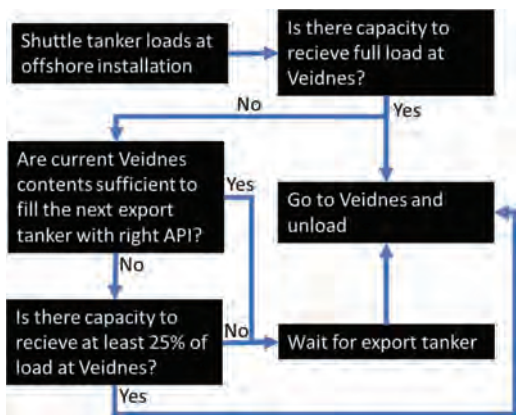 Shuttle tanker loads at
offshore installation
Is there capacity to
recieve full load at
Veidnes?
No
Yes
Are current Veidnes
contents sufficient to
fill the next export
tanker with right API?
Yes
Go to Veidnes and
unload
No
Is there capacity to
recieve at least 25% of
load at Veidnes?
No
Wait for export tanker
Yes